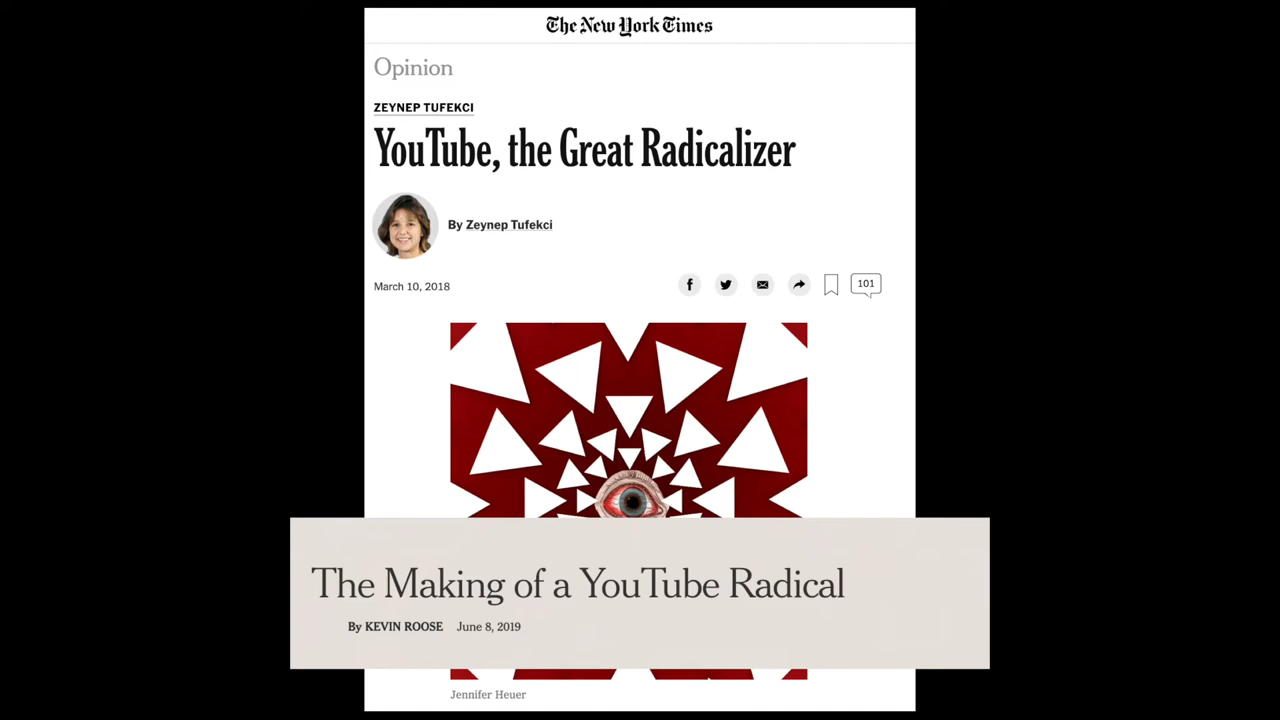 The New York Times
Opinion
ZEYNEP TUFEKCI
YouTube, the Great Radicalizer
By Zeynep Tufekci
March 10, 2018
101
The Making of a YouTube Radical
By KEVIN ROOSE June 8, 2019
Jennifer Heuer